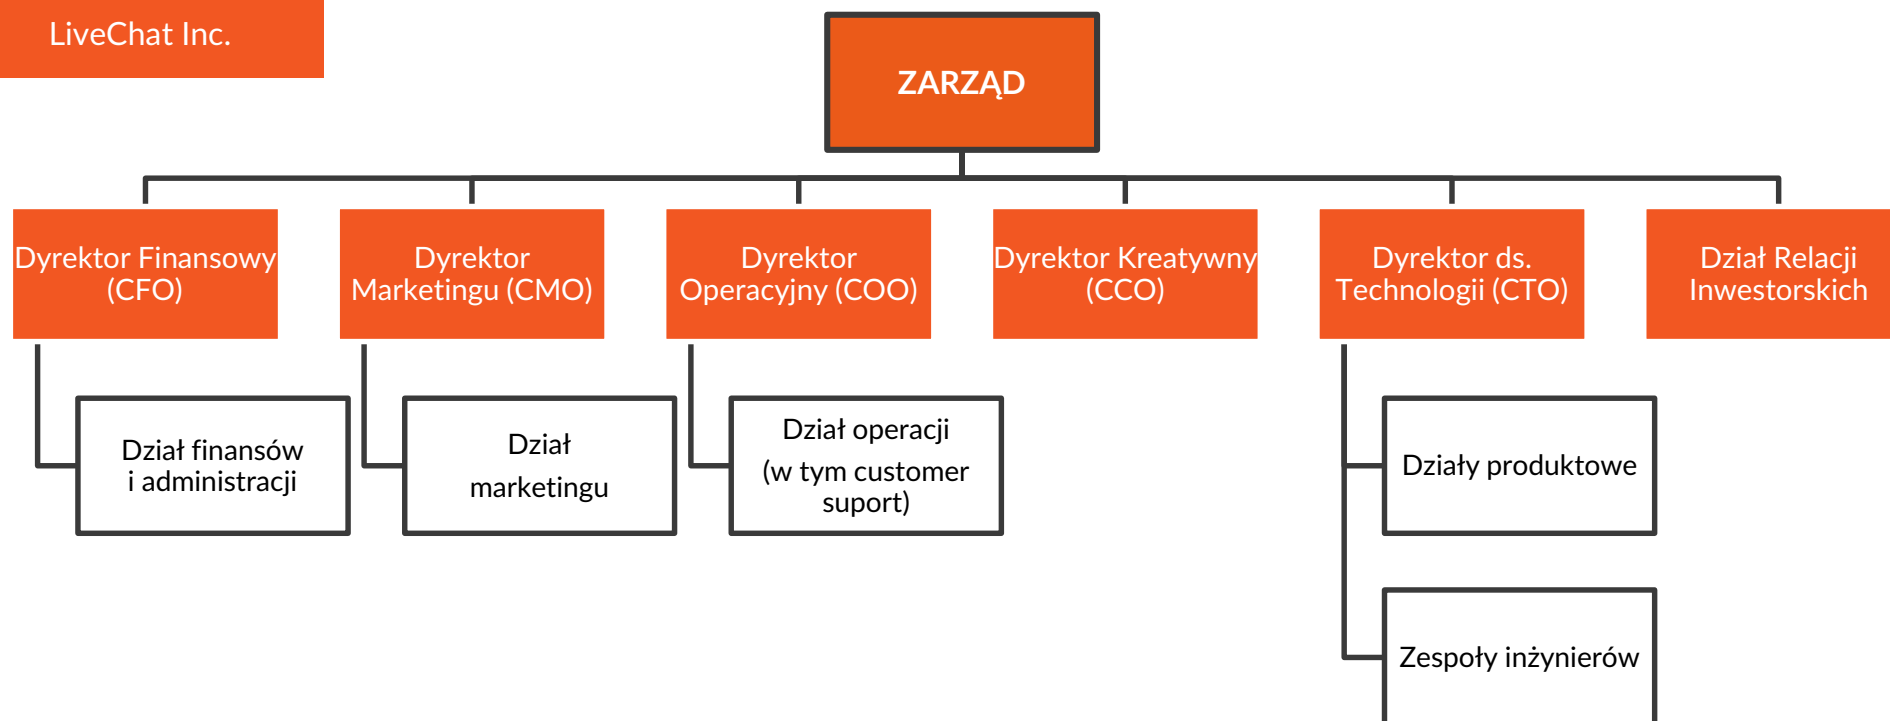 LiveChat Inc.
ZARZĄD
Dyrektor Finansowy
(CFO)
Dyrektor
Marketingu (CMO)
Dyrektor
Operacyjny (COO)
Dyrektor Kreatywny
(CCO)
Dyrektor ds.
Technologii (CTO)
Dział Relacji
Inwestorskich
Dział finansów
i administracji
Dział
marketingu
Dział operacji
(w tym customer
suport)
Działy produktowe
Zespoły inżynierów